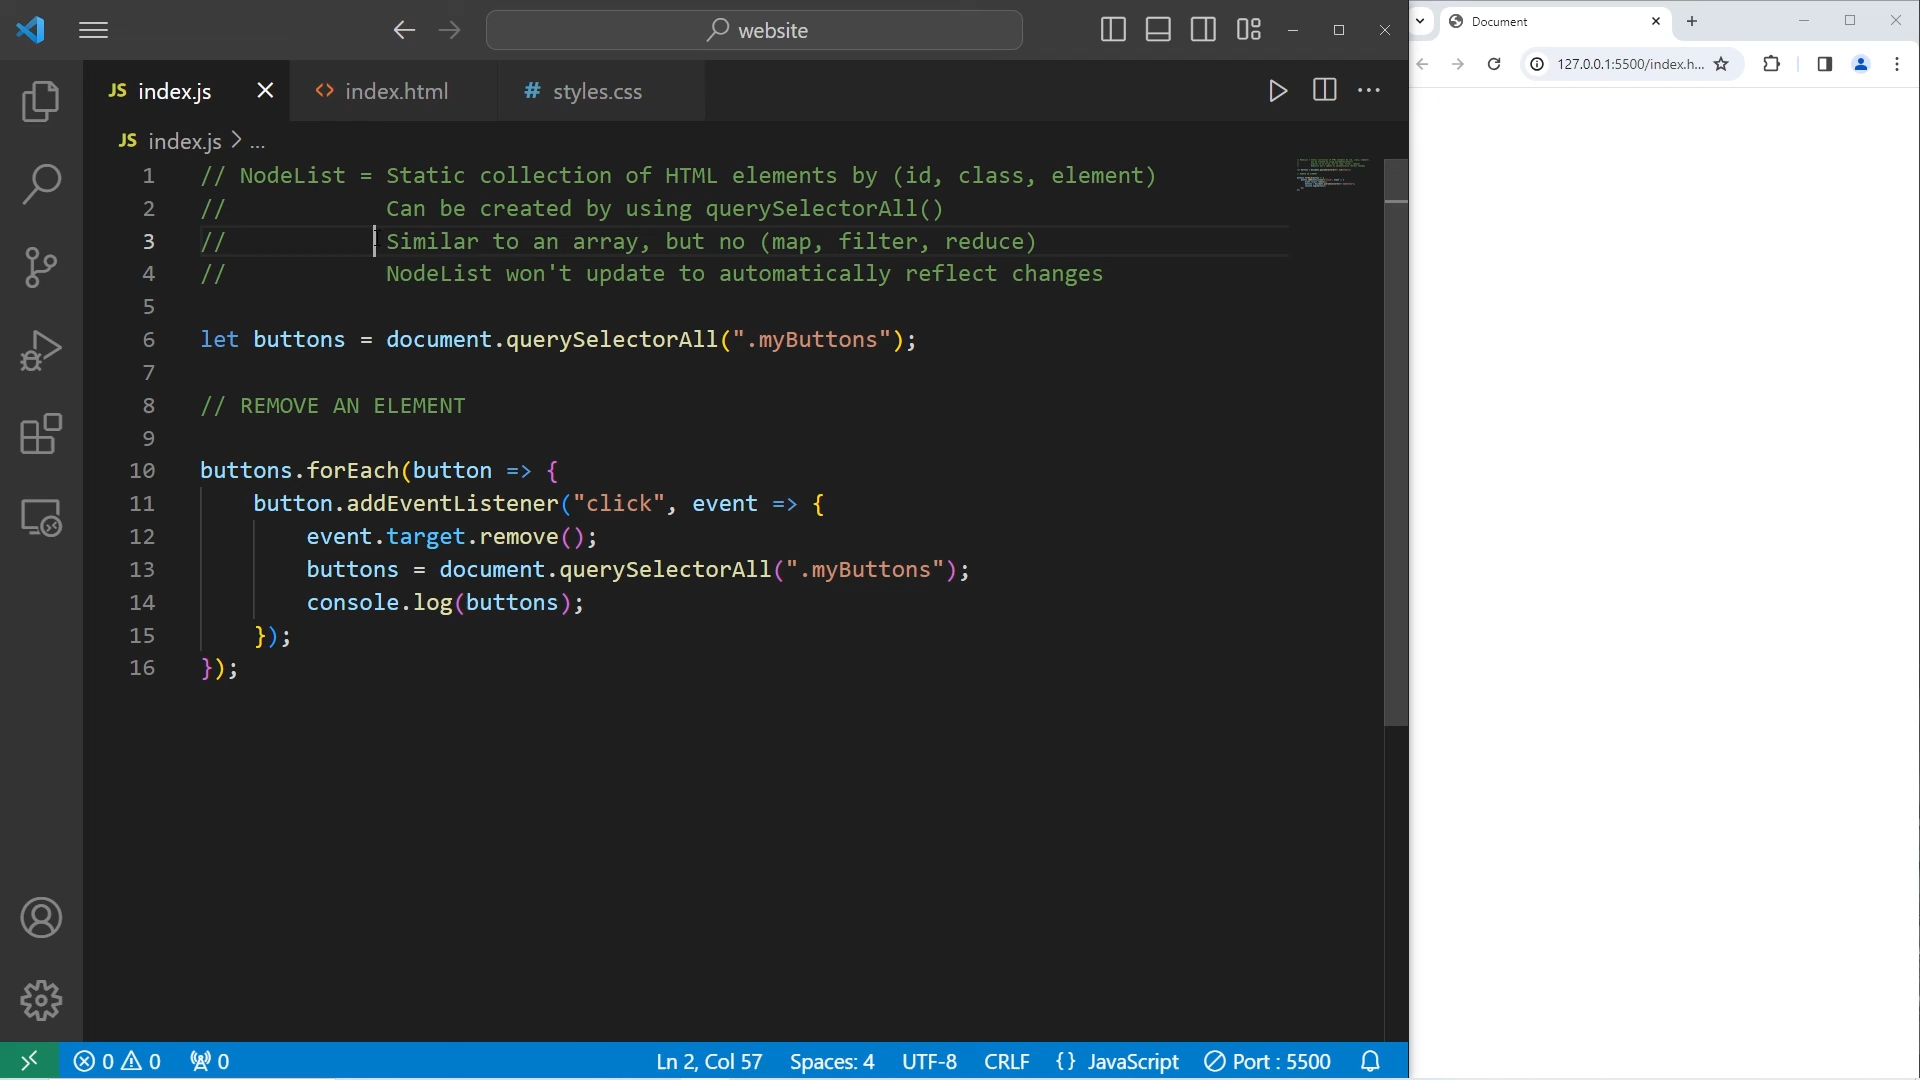 website
Document
127.0.0.1:5500/index.h...
JS index.js
<> index.html
# styles.css
JS index.js > ...
1 // NodeList = Static collection of HTML elements by (id, class, element)
2 //            Can be created by using querySelectorAll()
3 //            Similar to an array, but no (map, filter, reduce)
4 //            NodeList won't update to automatically reflect changes
5
6 let buttons = document.querySelectorAll(".myButtons");
7
8 // REMOVE AN ELEMENT
9
10 buttons.forEach(button => {
11     button.addEventListener("click", event => {
12         event.target.remove();
13         buttons = document.querySelectorAll(".myButtons");
14         console.log(buttons);
15     });
16 });
0 0 0
Ln 2, Col 57 Spaces: 4 UTF-8 CRLF {} JavaScript Port : 5500